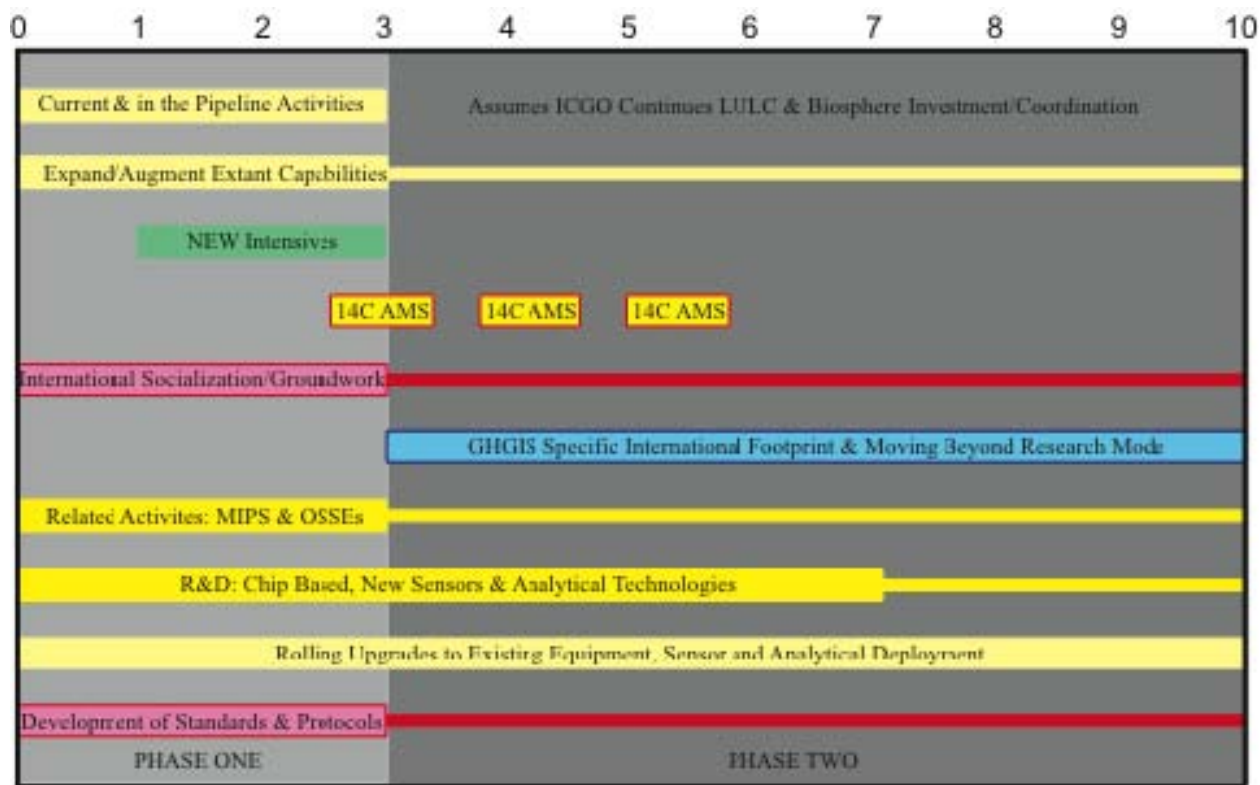 0 1 2 3 4 5 6 7 8 9 10
Current & in the Pipeline Activities
Assumes ICGO Continues LULC & Biosphere Investment/Coordination
Expand/Augment Extant Capabilities
NEW Intensives
14C AMS 14C AMS 14C AMS
International Socialization/Groundwork
GHGIS Specific International Footprint & Moving Beyond Research Mode
Related Activites: MIPS & OSSEs
R&D: Chip Based, New Sensors & Analytical Technologies
Rolling Upgrades to Existing Equipment, Sensor and Analytical Deployment
Development of Standards & Protocols
PHASE ONE PHASE TWO